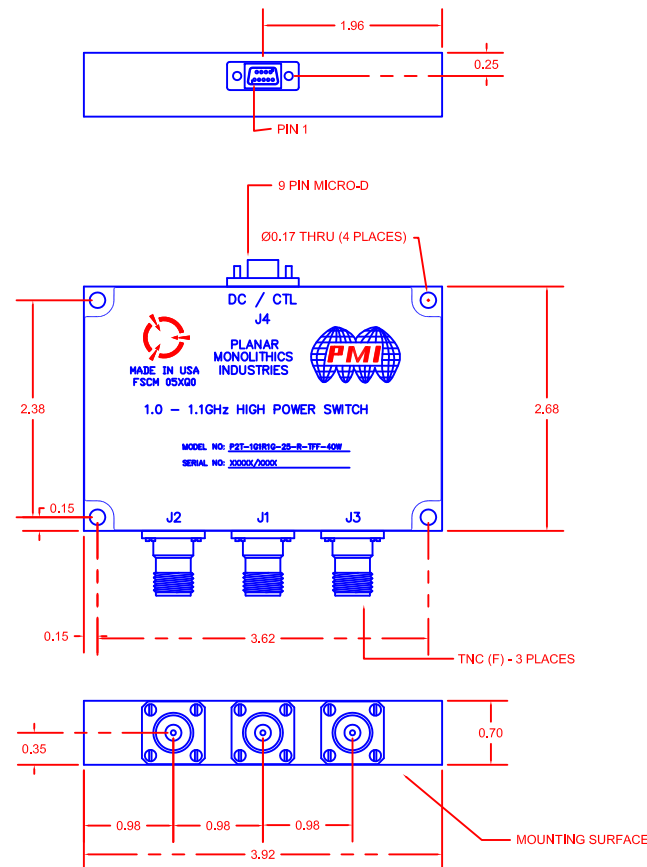 1.96
0.25
PIN 1
9 PIN MICRO-D
Ø0.17 THRU (4 PLACES)
DC / CTL
J4
PLANAR
MONOLITHICS
INDUSTRIES
PMI
MADE IN USA
FSCM 05XQ0
1.0 – 1.1GHz HIGH POWER SWITCH
2.38
2.68
MODEL NO: P2T-1G1R1G-25-R-TFF-40W
SERIAL NO: XXXXX/XXXX
0.15
J2
J1
J3
0.15
3.62
TNC (F) - 3 PLACES
0.35
0.70
0.98
0.98
0.98
MOUNTING SURFACE
3.92